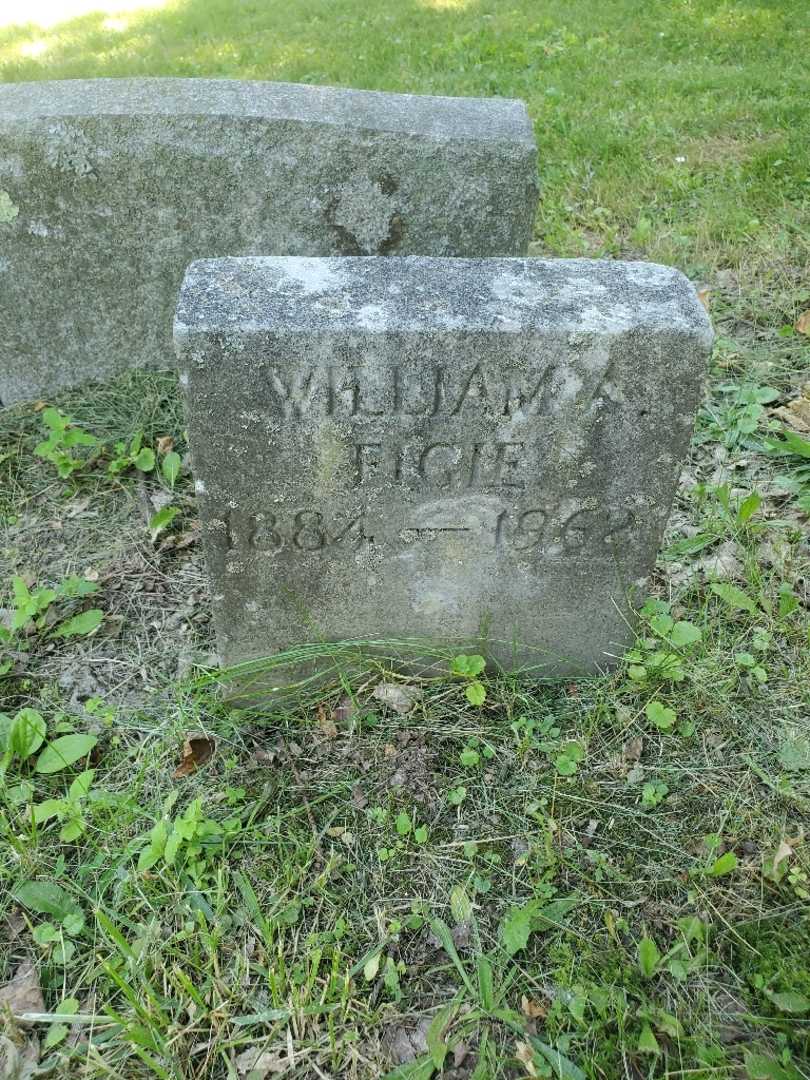 WILLIAM A.
FIGIE
1884 — 1962